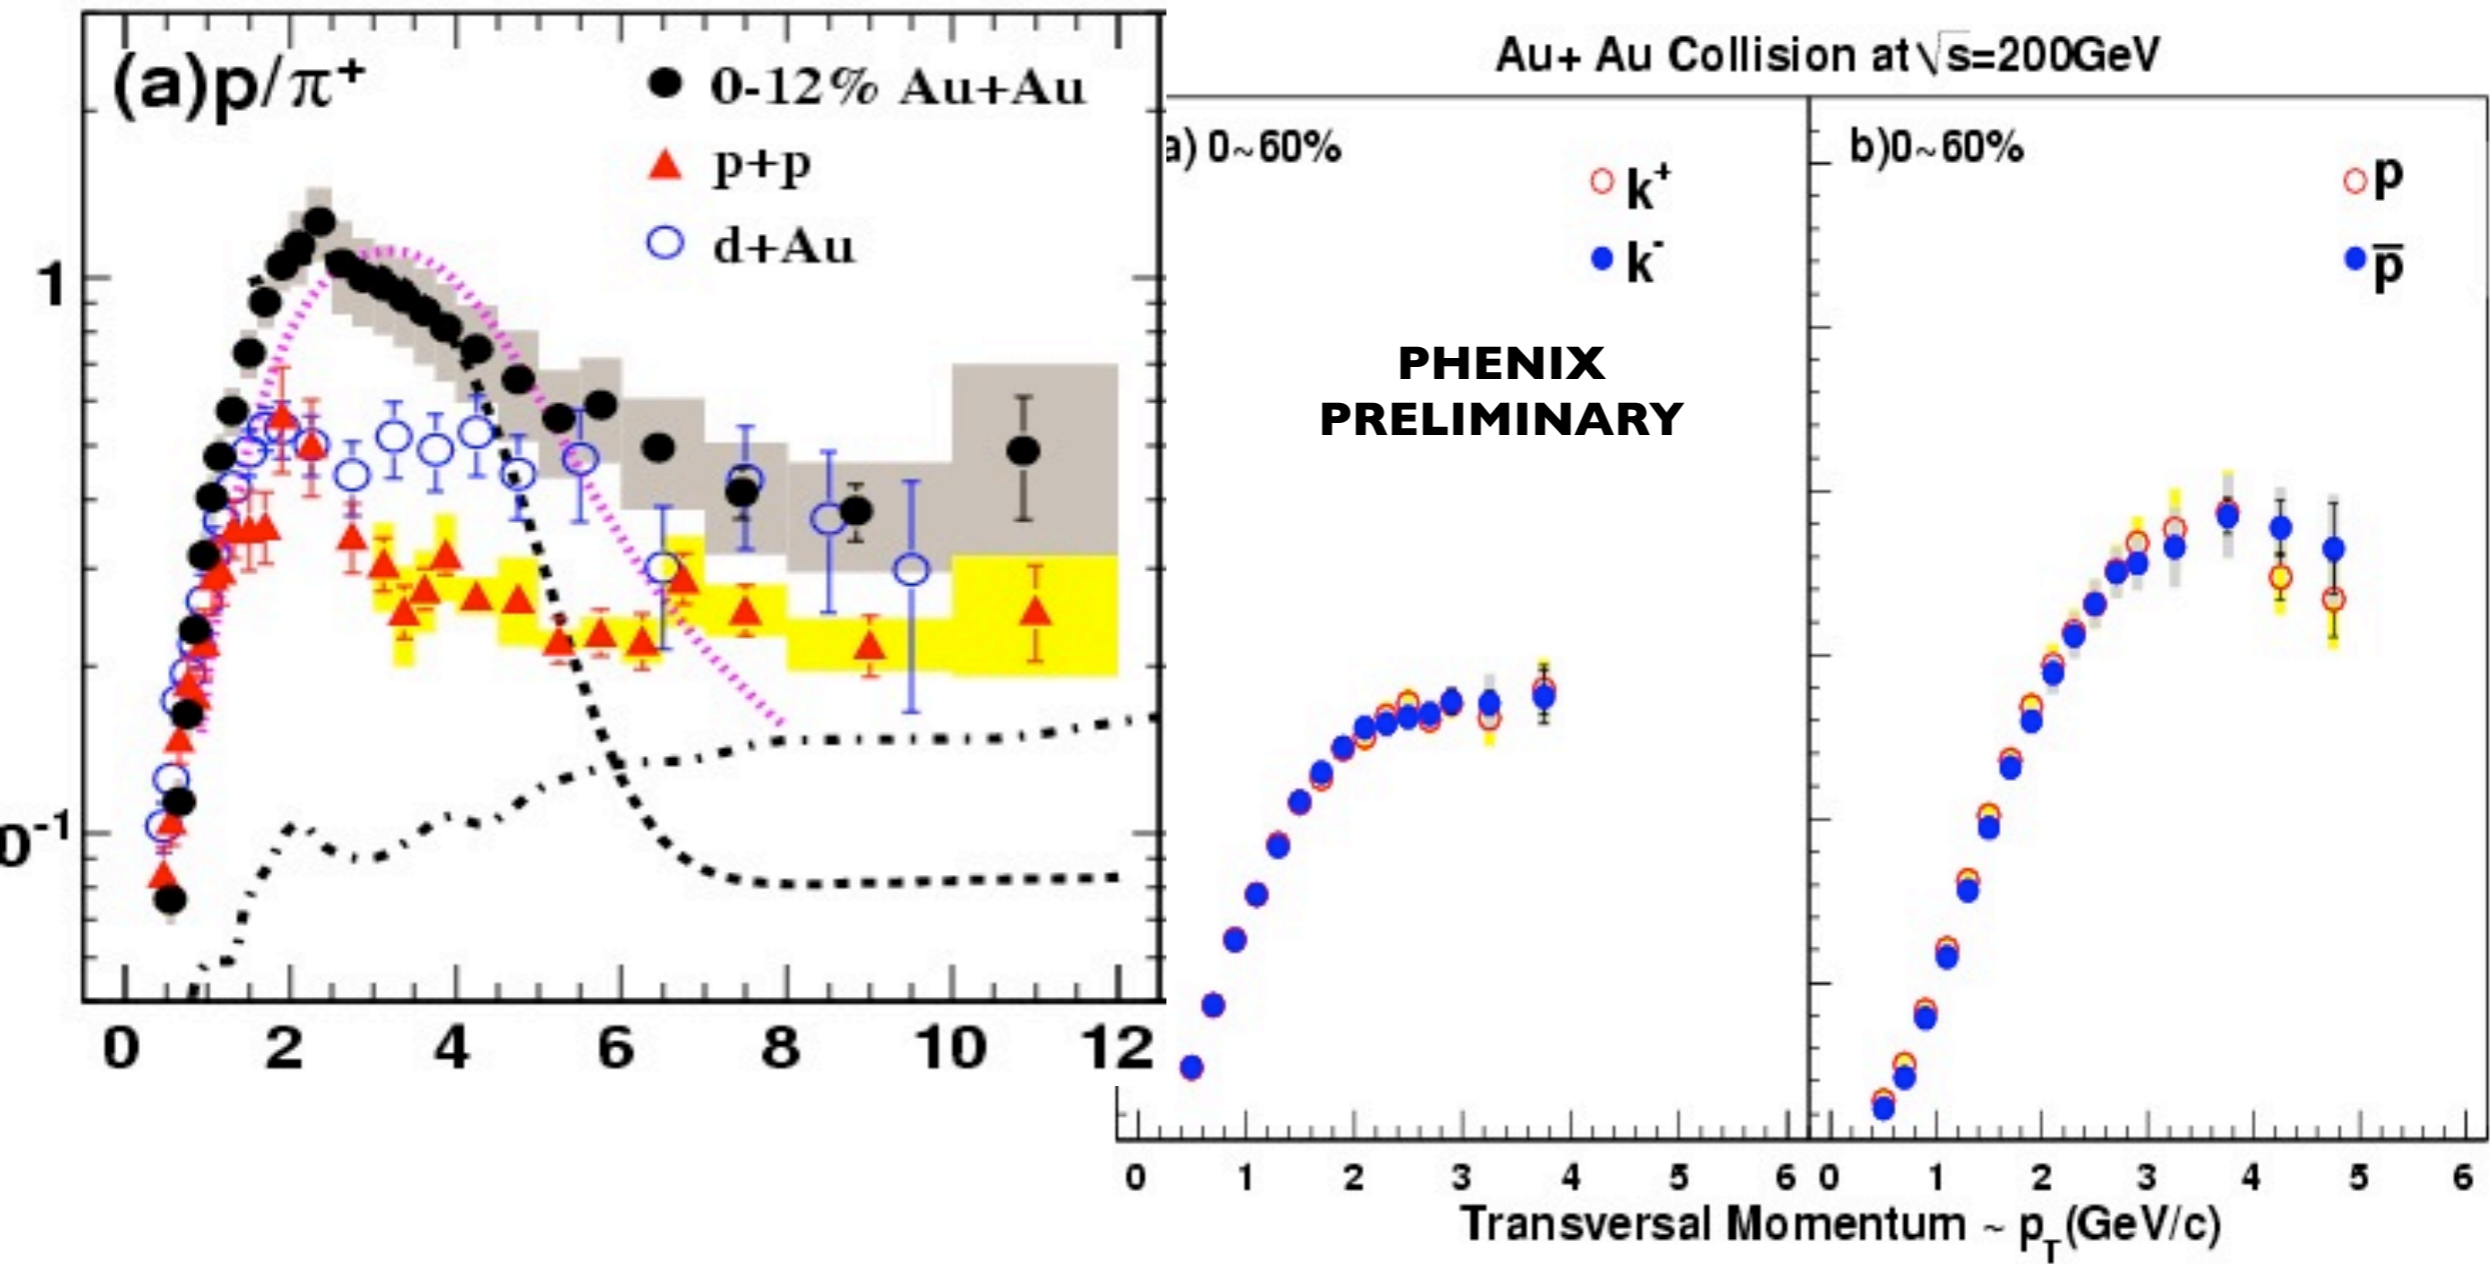 (a)p/π⁺
0-12% Au+Au
p+p
d+Au
1
0⁻¹
0 2 4 6 8 10 12
Au+ Au Collision at √s=200GeV
a) 0~60%
k⁺
k⁻
PHENIX
PRELIMINARY
b)0~60%
p
p̅
0 1 2 3 4 5 6 0 1 2 3 4 5 6
Transversal Momentum ~ p_T(GeV/c)